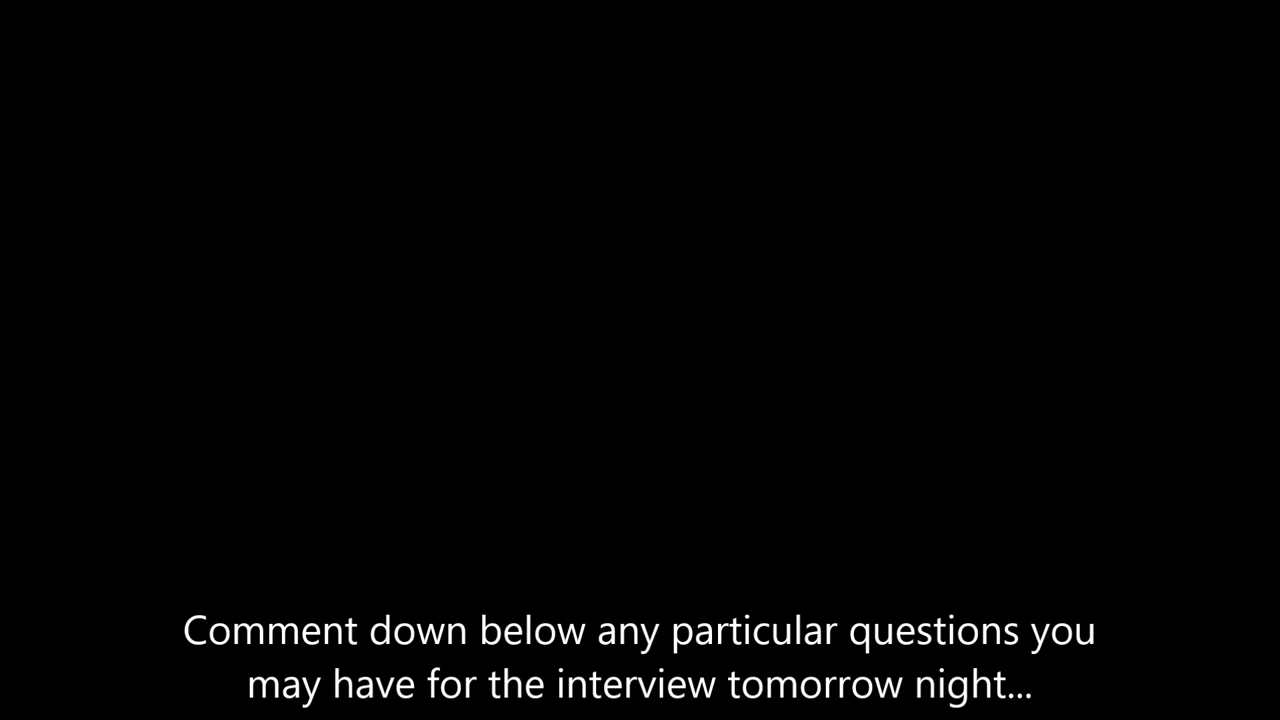 Comment down below any particular questions you
may have for the interview tomorrow night...